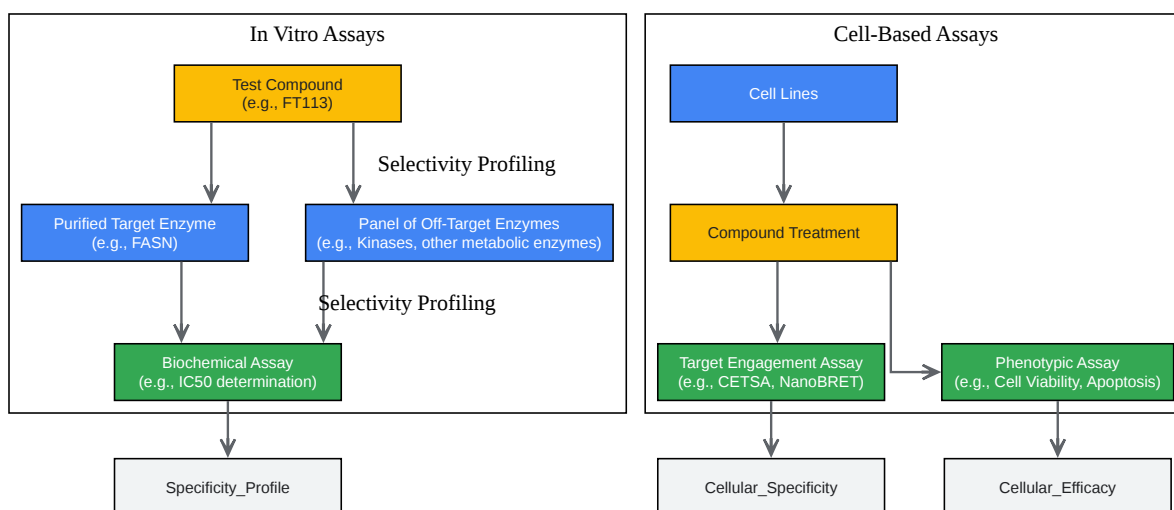 In Vitro Assays
Test Compound
(e.g., FT113)
Selectivity Profiling
Purified Target Enzyme
(e.g., FASN)
Panel of Off-Target Enzymes
(e.g., Kinases, other metabolic enzymes)
Selectivity Profiling
Biochemical Assay
(e.g., IC50 determination)
Specificity_Profile
Cell-Based Assays
Cell Lines
Compound Treatment
Target Engagement Assay
(e.g., CETSA, NanoBRET)
Phenotypic Assay
(e.g., Cell Viability, Apoptosis)
Cellular_Specificity
Cellular_Efficacy